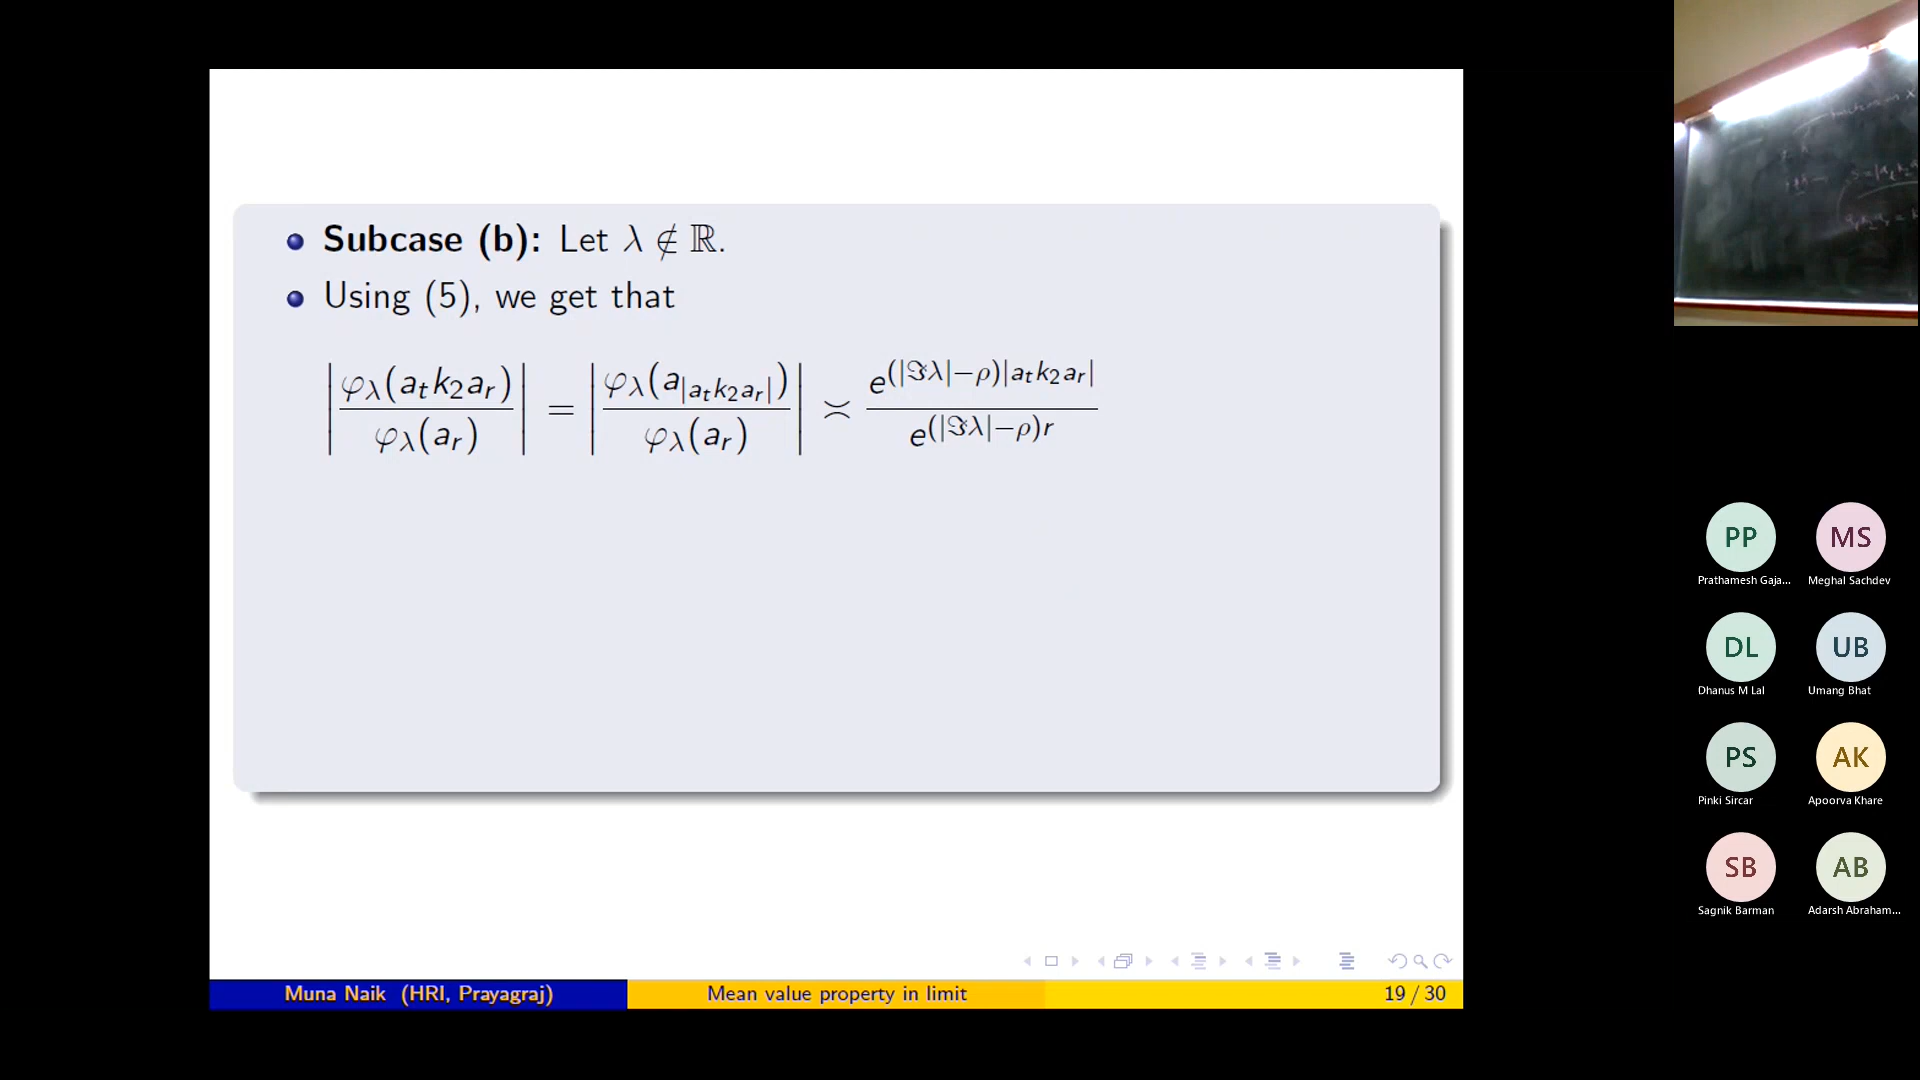 Subcase (b): Let λ ∉ ℝ.
Using (5), we get that
|φ_λ(a_t k_2 a_r) / φ_λ(a_r)| = |φ_λ(a_{|a_t k_2 a_r|}) / φ_λ(a_r)| ≍ e^{(|ℑλ|−ρ)|a_t k_2 a_r|} / e^{(|ℑλ|−ρ)r}
Muna Naik (HRI, Prayagraj)
Mean value property in limit
19 / 30
PP
MS
Prathamesh Gaja...
Meghal Sachdev
DL
UB
Dhanus M Lal
Umang Bhat
PS
AK
Pinki Sircar
Apoorva Khare
SB
AB
Sagnik Barman
Adarsh Abraham...